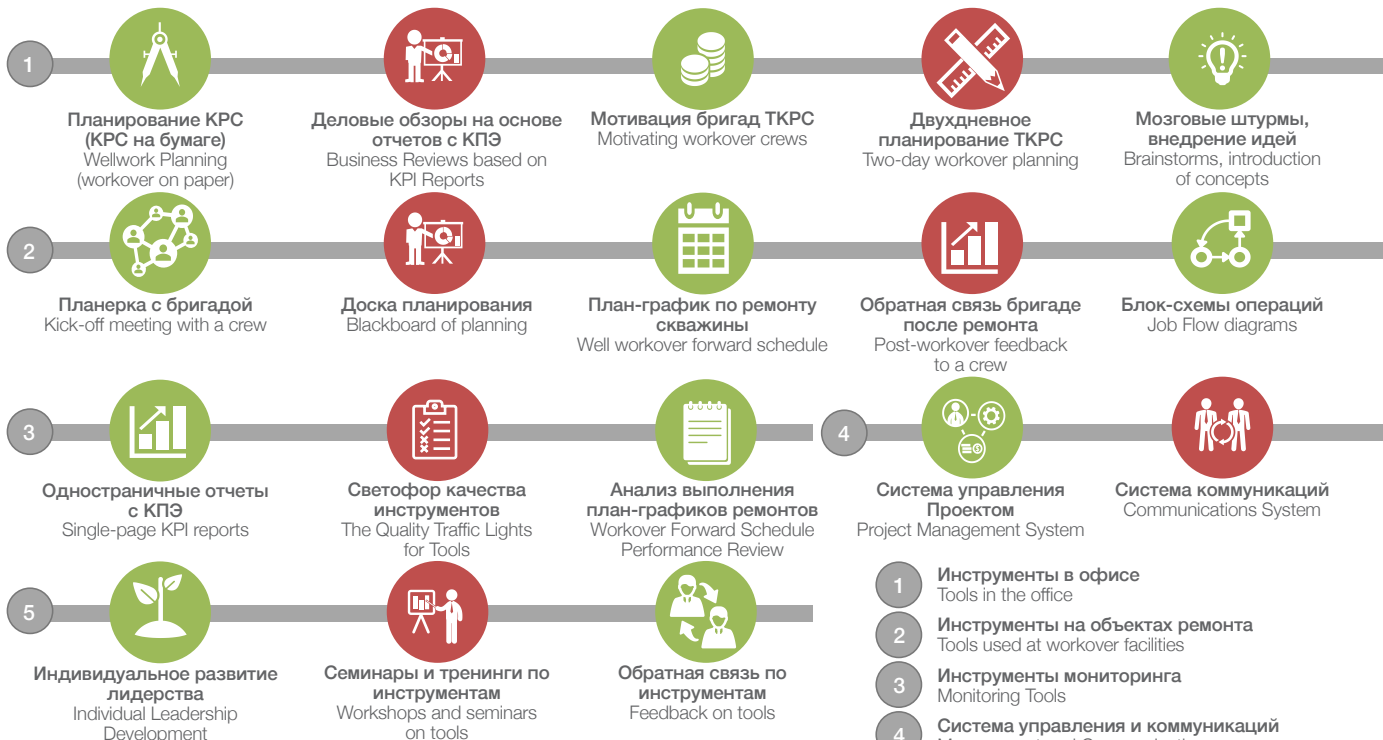 1
Планирование КРС
(КРС на бумаге)
Wellwork Planning
(workover on paper)
Деловые обзоры на основе
отчетов с КПЭ
Business Reviews based on
KPI Reports
Мотивация бригад ТКРС
Motivating workover crews
Двухдневное
планирование ТКРС
Two-day workover planning
Мозговые штурмы,
внедрение идей
Brainstorms, introduction
of concepts
2
Планерка с бригадой
Kick-off meeting with a crew
Доска планирования
Blackboard of planning
План-график по ремонту
скважины
Well workover forward schedule
Обратная связь бригаде
после ремонта
Post-workover feedback
to a crew
Блок-схемы операций
Job Flow diagrams
3
Одностраничные отчеты
с КПЭ
Single-page KPI reports
Светофор качества
инструментов
The Quality Traffic Lights
for Tools
Анализ выполнения
план-графиков ремонтов
Workover Forward Schedule
Performance Review
4
Система управления
Проектом
Project Management System
Система коммуникаций
Communications System
5
Индивидуальное развитие
лидерства
Individual Leadership
Development
Семинары и тренинги по
инструментам
Workshops and seminars
on tools
Обратная связь по
инструментам
Feedback on tools
1
Инструменты в офисе
Tools in the office
2
Инструменты на объектах ремонта
Tools used at workover facilities
3
Инструменты мониторинга
Monitoring Tools
4
Система управления и коммуникаций